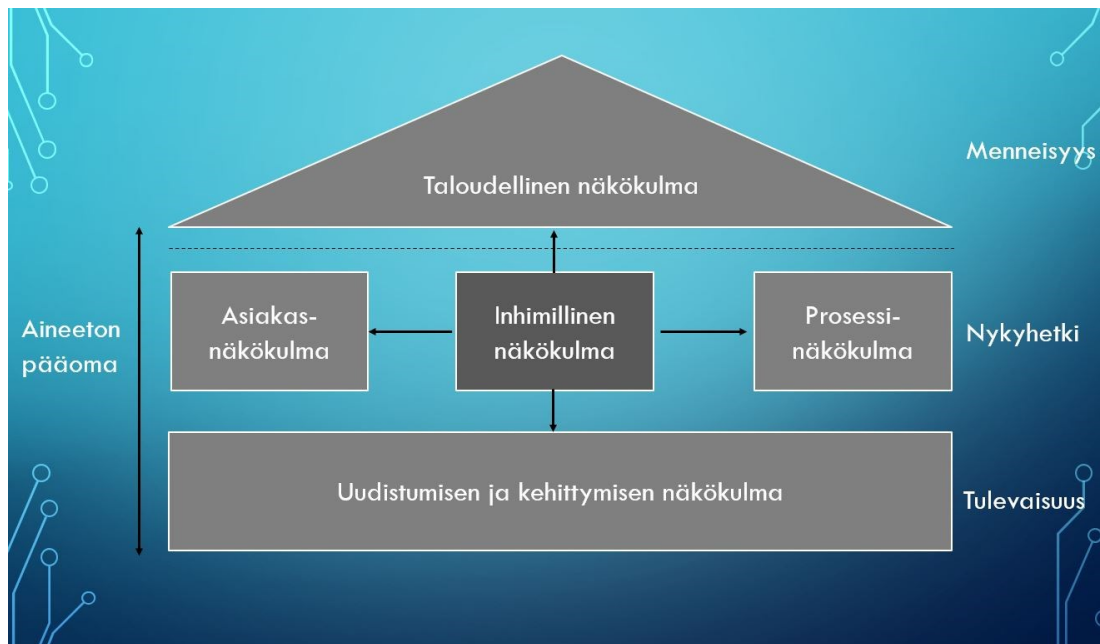 Menneisyys
Taloudellinen näkökulma
Aineeton
pääoma
Asiakas-
näkökulma
Inhimillinen
näkökulma
Prosessi-
näkökulma
Nykyhetki
Uudistumisen ja kehittymisen näkökulma
Tulevaisuus